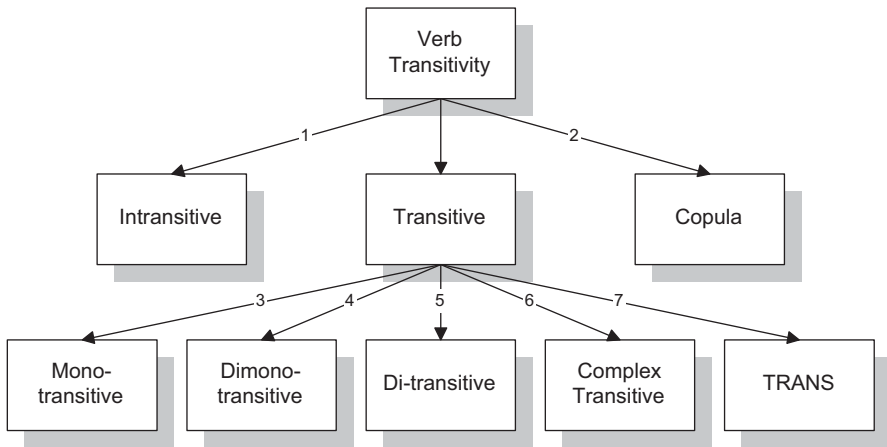 Verb
Transitivity
1
2
Intransitive
Transitive
Copula
3
4
5
6
7
Mono-
transitive
Dimono-
transitive
Di-transitive
Complex
Transitive
TRANS